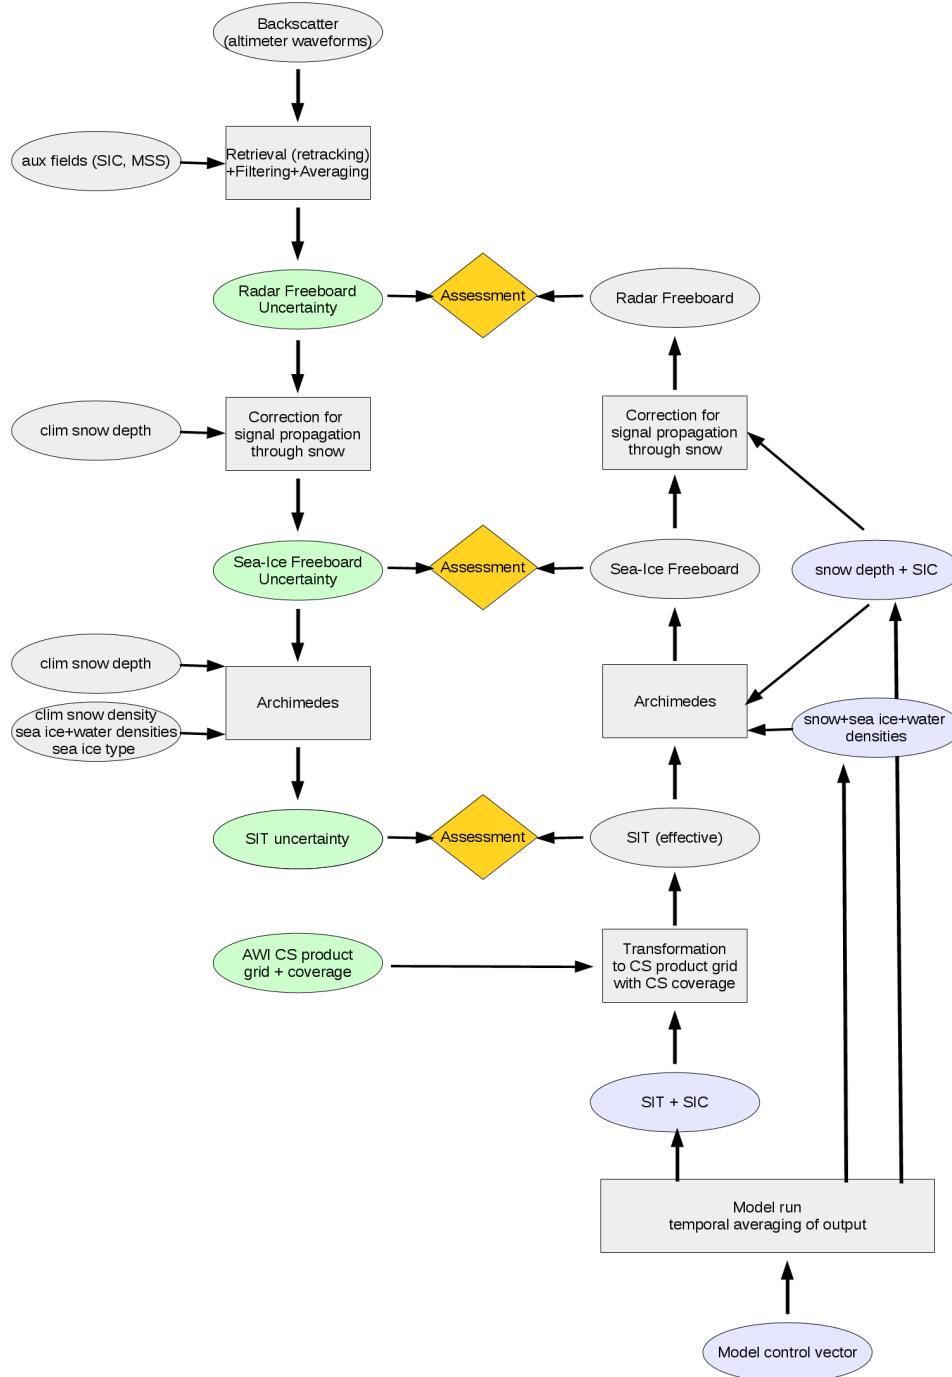 Backscatter
(altimeter waveforms)
aux fields (SIC, MSS)
Retrieval (retracking)
+Filtering+Averaging
Radar Freeboard
Uncertainty
Assessment
Radar Freeboard
clim snow depth
Correction for
signal propagation
through snow
Correction for
signal propagation
through snow
Sea-Ice Freeboard
Uncertainty
Assessment
Sea-Ice Freeboard
snow depth + SIC
clim snow depth
clim snow density
sea ice+water densities
sea ice type
Archimedes
Archimedes
snow+sea ice+water
densities
SIT uncertainty
Assessment
SIT (effective)
AWI CS product
grid + coverage
Transformation
to CS product grid
with CS coverage
SIT + SIC
Model run
temporal averaging of output
Model control vector